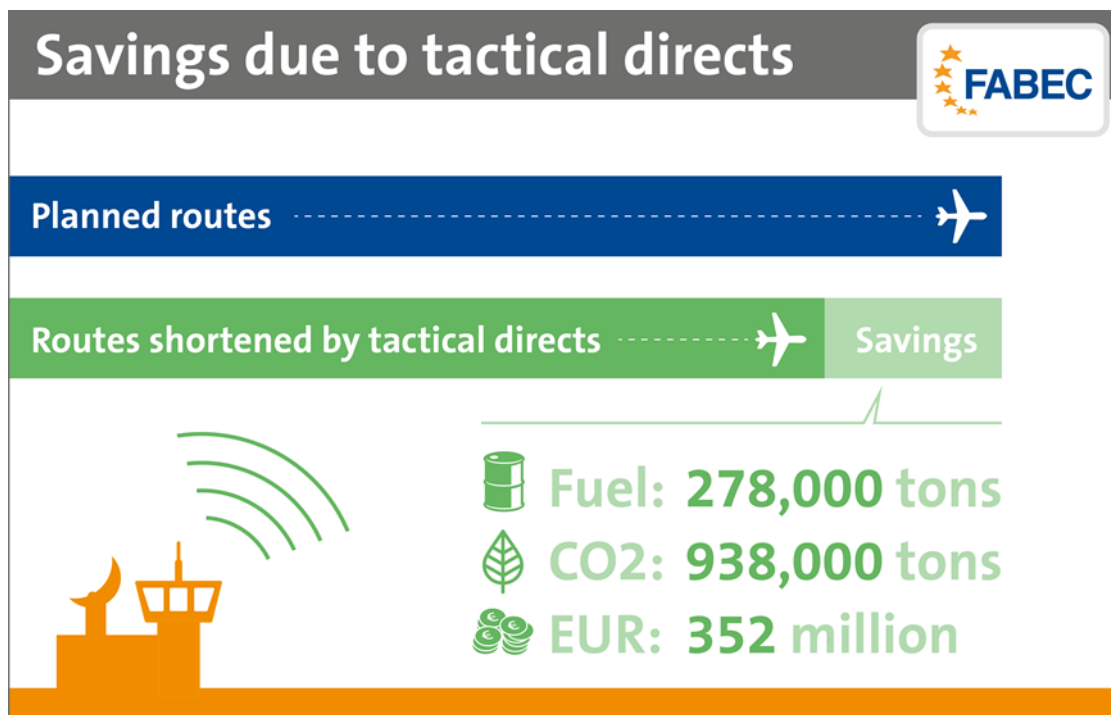 Savings due to tactical directs
FABEC
Planned routes
Routes shortened by tactical directs
Savings
Fuel: 278,000 tons
CO2: 938,000 tons
EUR: 352 million